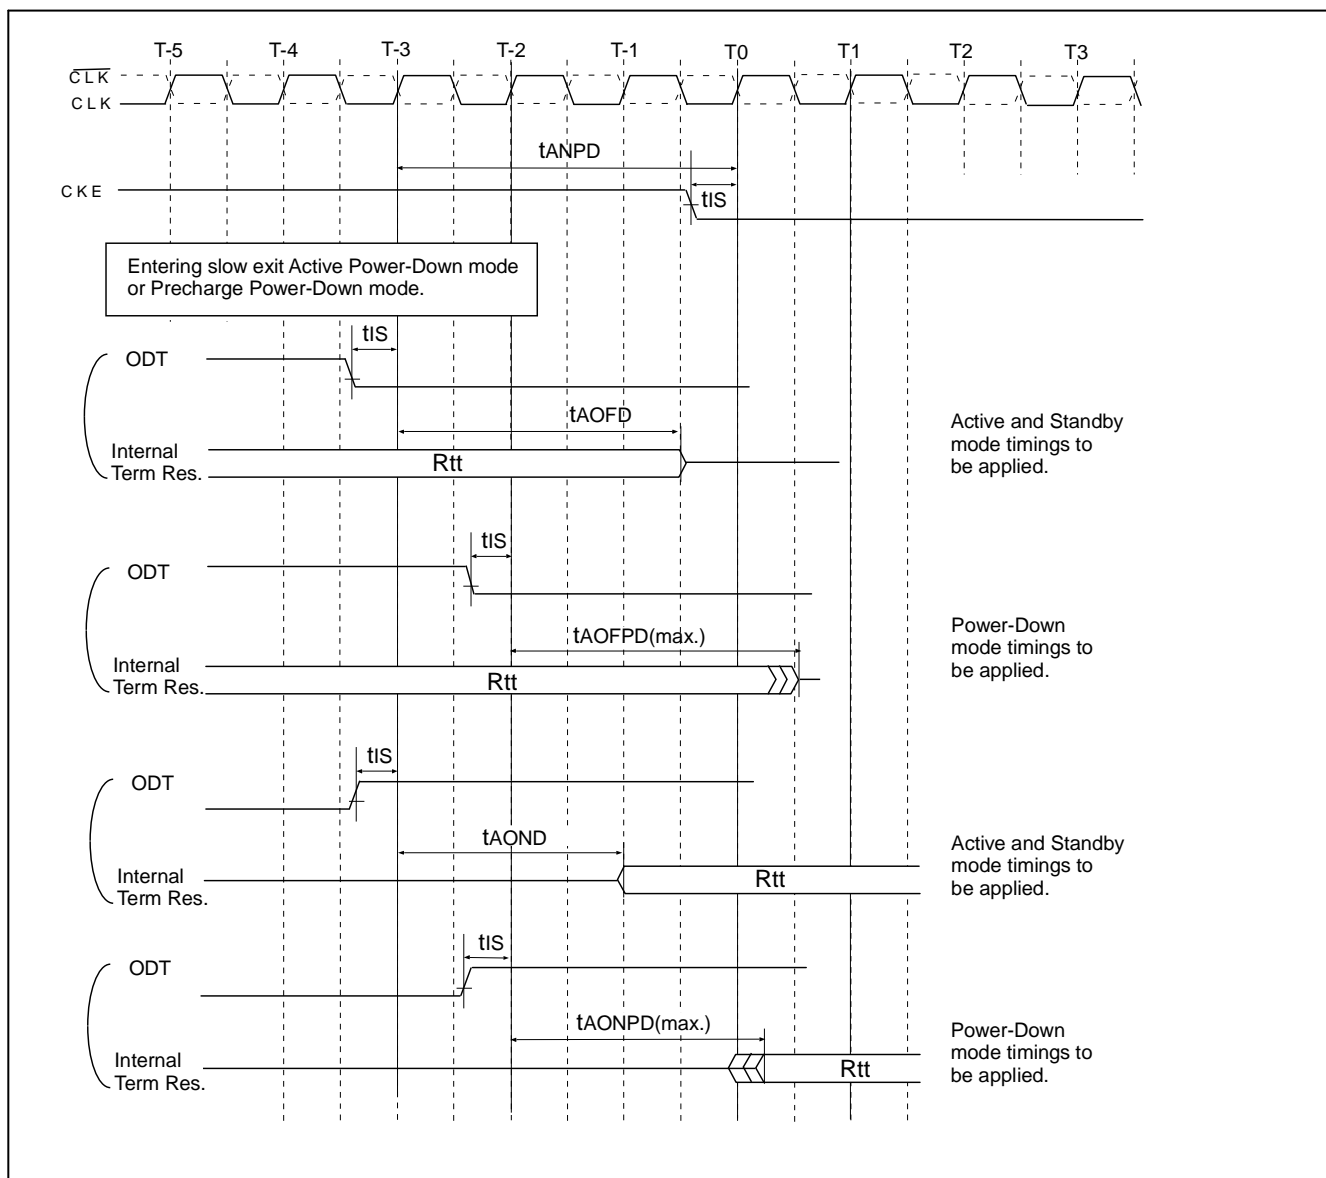 T-5 T-4 T-3 T-2 T-1 T0 T1 T2 T3
CLK
CLK
tANPD
CKE
tIS
Entering slow exit Active Power-Down mode
or Precharge Power-Down mode.
tIS
ODT
tAOFD
Active and Standby
mode timings to
be applied.
Internal
Term Res.
Rtt
tIS
ODT
tAOFPD(max.)
Power-Down
mode timings to
be applied.
Internal
Term Res.
Rtt
tIS
ODT
tAOND
Active and Standby
mode timings to
be applied.
Internal
Term Res.
Rtt
tIS
ODT
tAONPD(max.)
Power-Down
mode timings to
be applied.
Internal
Term Res.
Rtt